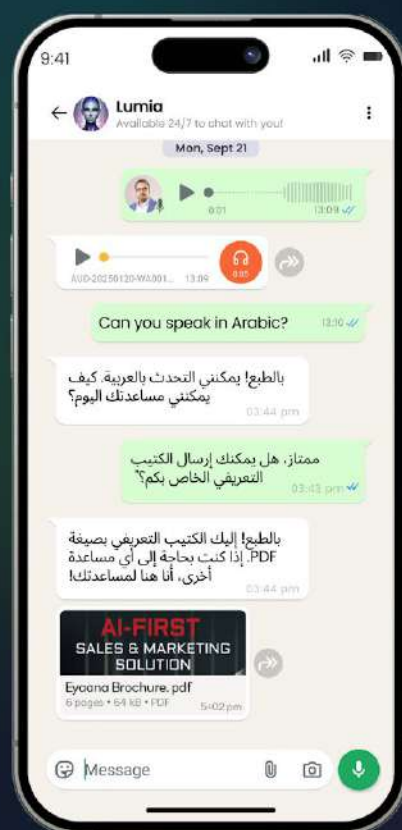 9:41
Lumia
Available 24/7 to chat with you!
Mon, Sept 21
0:01 13:09
AUD-20250120-WA001... 13:09 0:05
Can you speak in Arabic? 13:10
بالطبع! يمكنني التحدث بالعربية. كيف
يمكنني مساعدتك اليوم؟
03:44 pm
ممتاز، هل يمكنك إرسال الكتيب
التعريفي الخاص بكم؟"
03:43 pm
بالطبع! إليك الكتيب التعريفي بصيغة
PDF. إذا كنت بحاجة إلى أي مساعدة
أخرى، أنا هنا لمساعدتك!
03:44 pm
AI-FIRST
SALES & MARKETING
SOLUTION
Eyaana Brochure.pdf
6 pages • 64 kB • PDF 5:02 pm
Message